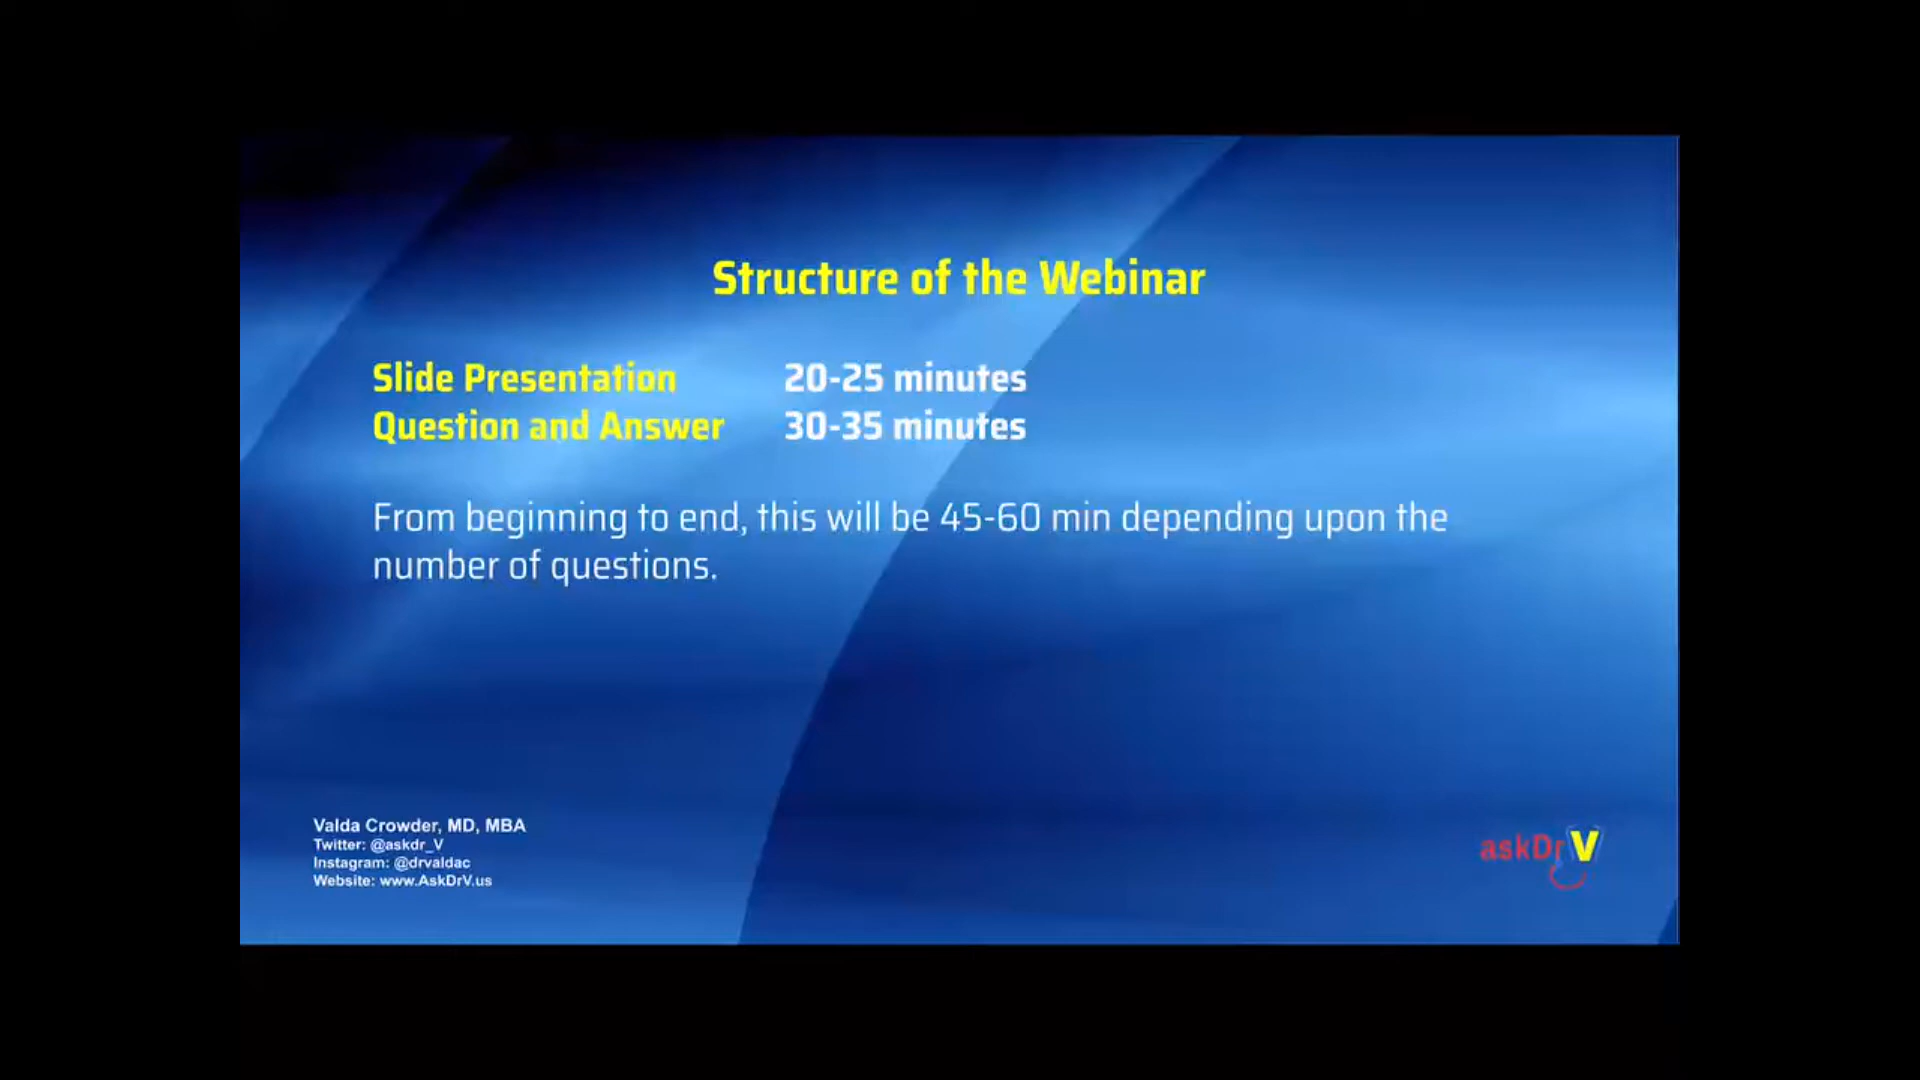 Structure of the Webinar
Slide Presentation 20-25 minutes
Question and Answer 30-35 minutes
From beginning to end, this will be 45-60 min depending upon the
number of questions.
Valda Crowder, MD, MBA
Twitter: @askdr_V
Instagram: @drvaldac
Website: www.AskDrV.us
askDrV